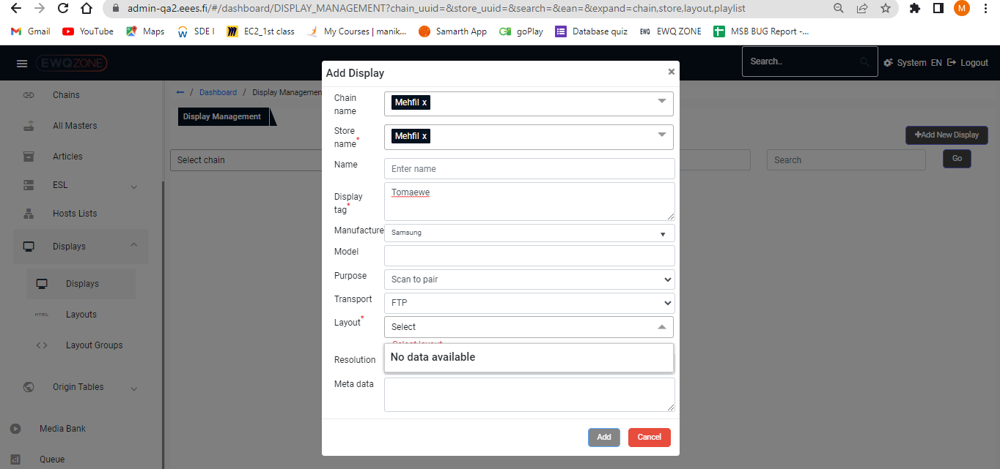 admin-qa2.eees.fi/#/dashboard/DISPLAY_MANAGEMENT?chain_uuid=&store_uuid=&search=&ean=&expand=chain,store,layout,playlist
M
Gmail YouTube Maps SDE I EC2_1st class My Courses | manik... Samarth App goPlay Database quiz EWQ EWQ ZONE MSB BUG Report -...
EWQZONE
Search..
System EN Logout
← / Dashboard / Display Managemen
Display Management
+Add New Display
Select chain
Search
Go
Chains
All Masters
Articles
ESL
Hosts Lists
Displays
Displays
HTML Layouts
Layout Groups
Origin Tables
Media Bank
Queue
Add Display ×
Chain name
Mehfil x
Store name*
Mehfil x
Name
Enter name
Display tag*
Tomaewe
Manufacture
Samsung
Model
Purpose
Scan to pair
Transport
FTP
Layout*
Select
Select layout
No data available
Resolution
Meta data
Add Cancel